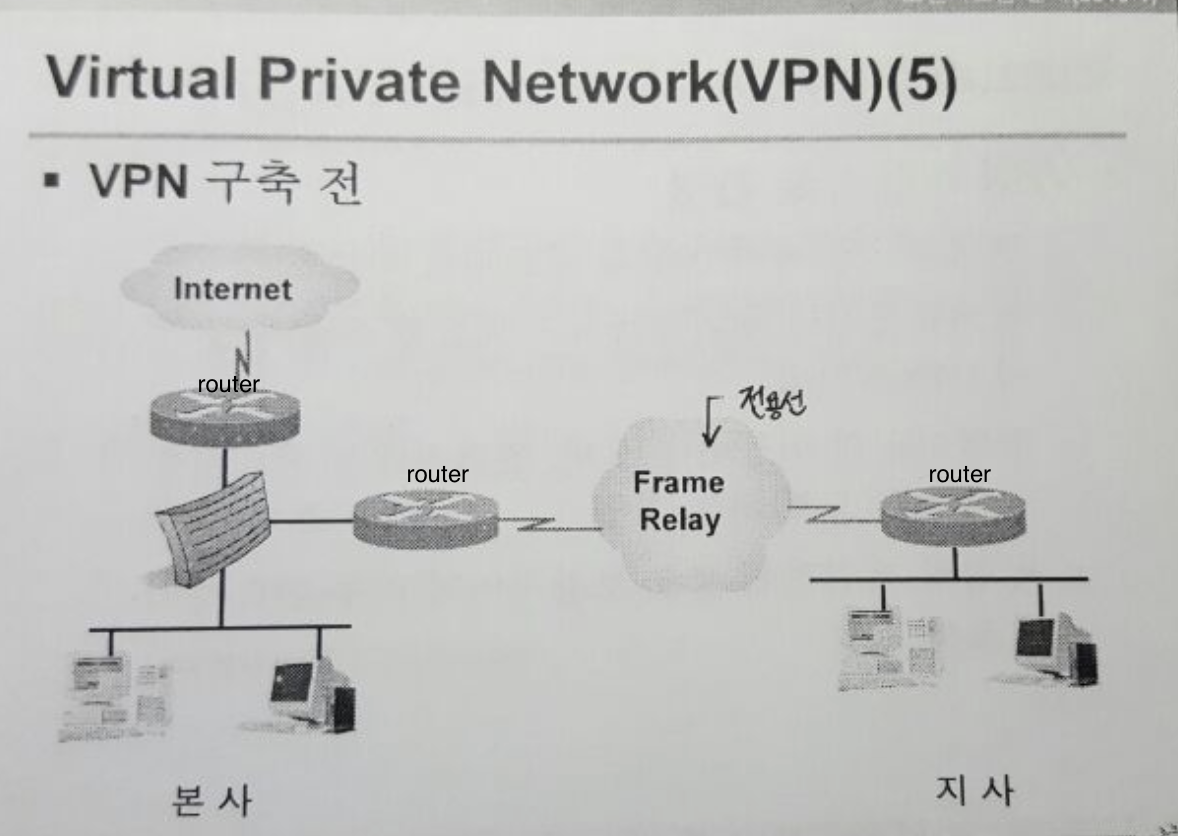 Virtual Private Network(VPN)(5)
▪ VPN 구축 전
Internet
router
전용선
router
Frame
Relay
router
본 사
지 사